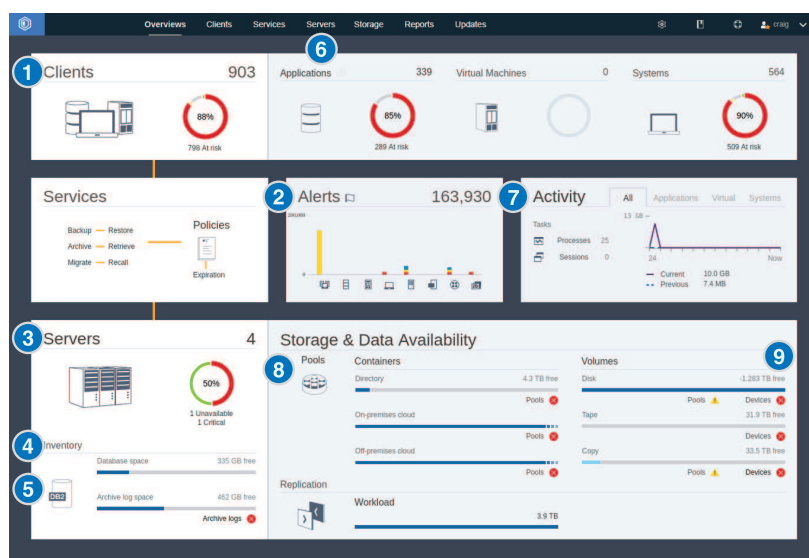 Overviews Clients Services Servers Storage Reports Updates craig
6
1 Clients 903 Applications 339 Virtual Machines 0 Systems 564
88% 85% 90%
798 At risk 289 At risk 509 At risk
Services 2 Alerts 163,930 7 Activity All Applications Virtual Systems
Backup Restore Policies
Archive Retrieve
Migrate Recall
Expiration
200,000
0
Tasks
Processes 25
Sessions 0
13 GB
24 Now
Current 10.0 GB
Previous 7.4 MB
3 Servers 4
50%
1 Unavailable
1 Critical
4 Inventory
Database space 335 GB free
5 DB2 Archive log space 462 GB free
Archive logs
Storage & Data Availability
8 Pools Containers Volumes 9
Directory 4.3 TB free Disk -1.283 TB free
Pools Pools Devices
On-premises cloud Tape 31.9 TB free
Pools Devices
Off-premises cloud Copy 33.5 TB free
Pools Pools Devices
Replication
Workload
3.9 TB